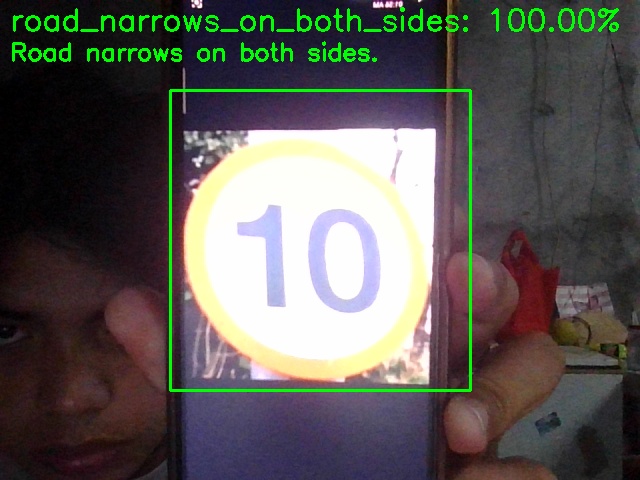 road_narrows_on_both_sides: 100.00%
Road narrows on both sides.
10